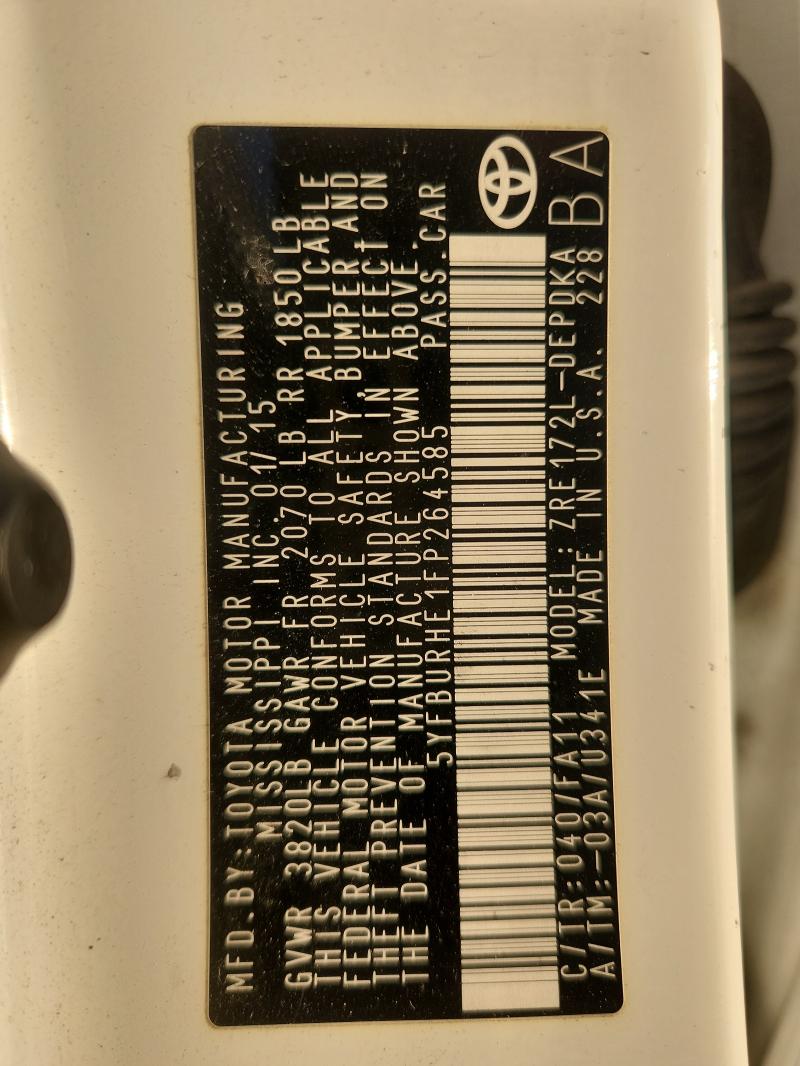 MFD.BY:TOYOTA MOTOR MANUFACTURING
MISSISSIPPI INC. 01/15
GVWR 3820LB GAWR FR 2070 LB RR 1850 LB
THIS VEHICLE CONFORMS TO ALL APPLICABLE
FEDERAL MOTOR VEHICLE SAFETY, BUMPER AND
THEFT PREVENTION STANDARDS IN EFFECT ON
THE DATE OF MANUFACTURE SHOWN ABOVE.
5YFBURHE1FP264585 PASS.CAR
C/TR:040/FA11 MODEL: ZRE172L-DEPDKA
A/TM:-03A/U341E MADE IN U.S.A. 228
BA